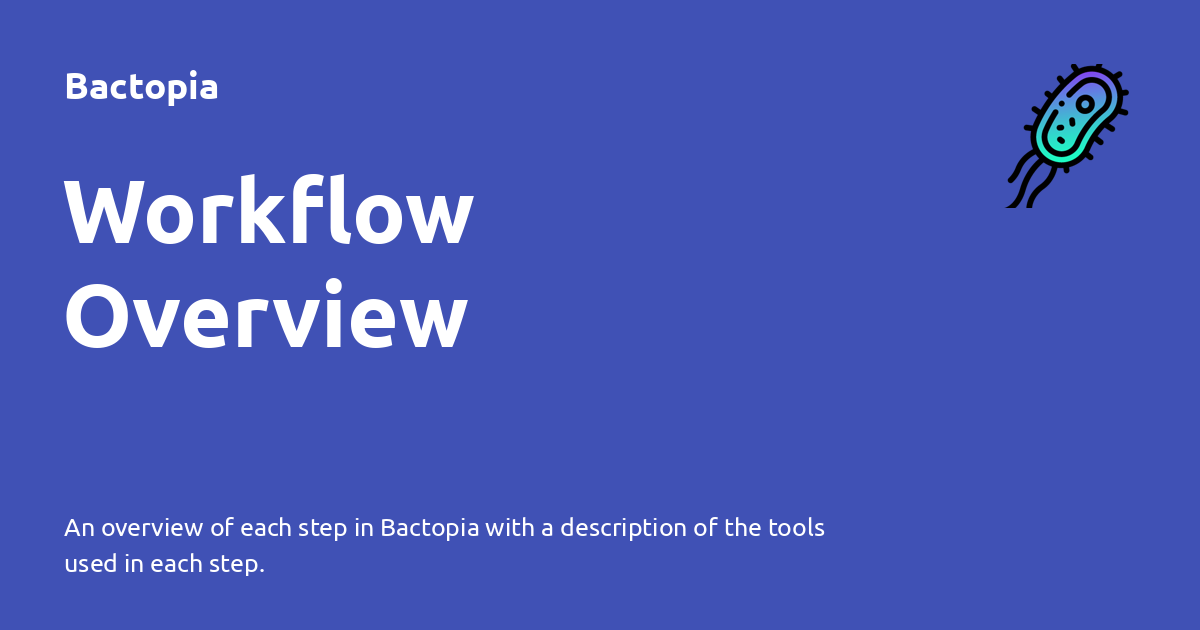 Bactopia
Workflow
Overview
An overview of each step in Bactopia with a description of the tools
used in each step.